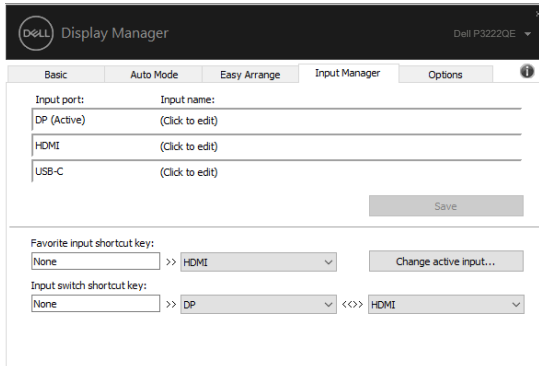 DELL Display Manager Dell P3222QE
Basic Auto Mode Easy Arrange Input Manager Options
Input port: Input name:
DP (Active) (Click to edit)
HDMI (Click to edit)
USB-C (Click to edit)
Save
Favorite input shortcut key:
None >> HDMI Change active input...
Input switch shortcut key:
None >> DP <<>> HDMI